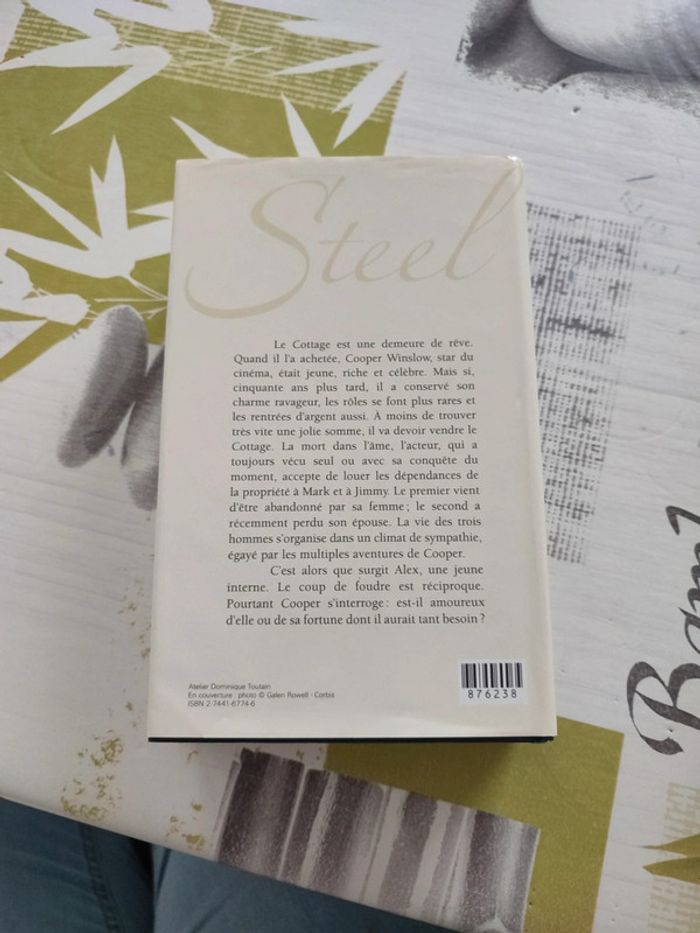 Steel
Le Cottage est une demeure de rêve.
Quand il l'a achetée, Cooper Winslow, star du
cinéma, était jeune, riche et célèbre. Mais si,
cinquante ans plus tard, il a conservé son
charme ravageur, les rôles se font plus rares et
les rentrées d'argent aussi. À moins de trouver
très vite une jolie somme, il va devoir vendre le
Cottage. La mort dans l'âme, l'acteur, qui a
toujours vécu seul ou avec sa conquête du
moment, accepte de louer les dépendances de
la propriété à Mark et à Jimmy. Le premier vient
d'être abandonné par sa femme ; le second a
récemment perdu son épouse. La vie des trois
hommes s'organise dans un climat de sympathie,
égayé par les multiples aventures de Cooper.
C'est alors que surgit Alex, une jeune
interne. Le coup de foudre est réciproque.
Pourtant Cooper s'interroge : est-il amoureux
d'elle ou de sa fortune dont il aurait tant besoin ?
Atelier Dominique Toutain
En couverture : photo © Galen Rowell - Corbis
ISBN 2-7441-6774-6
876238